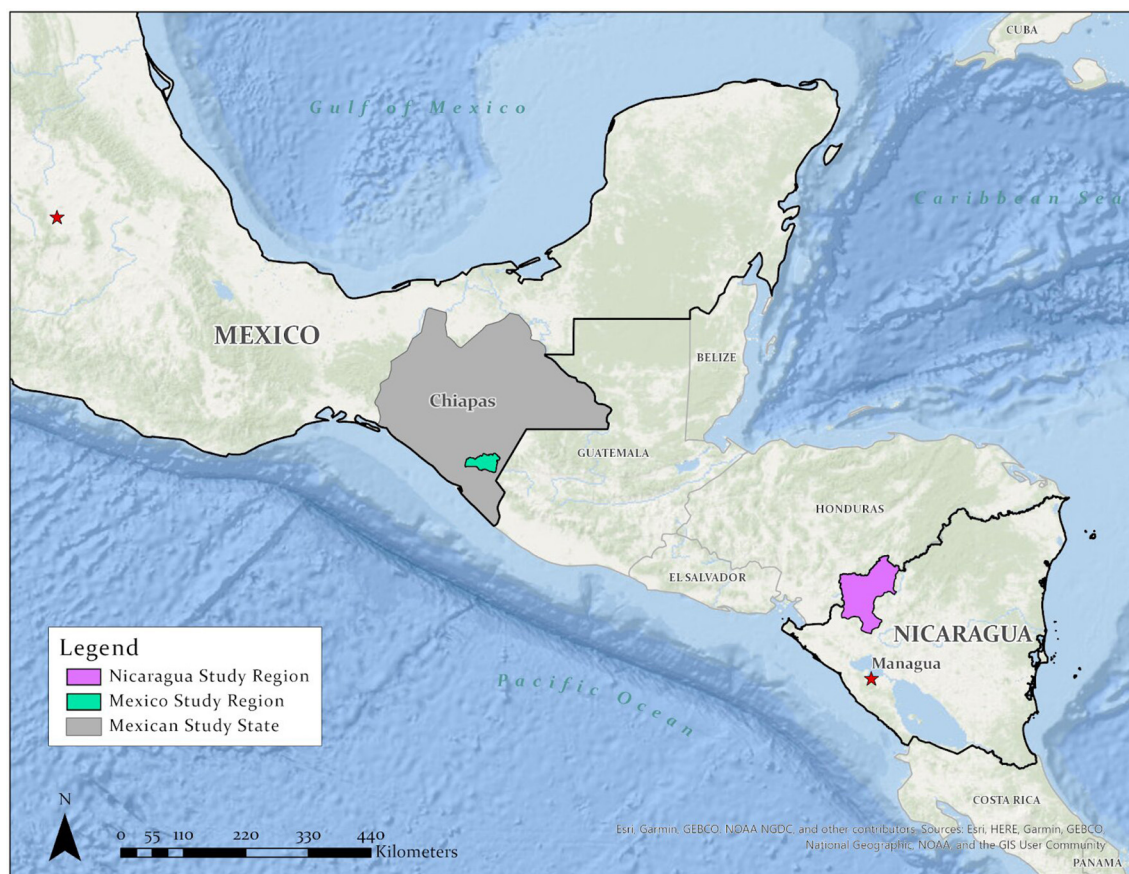 CUBA
Gulf of Mexico
Caribbean Sea
MEXICO
BELIZE
Chiapas
GUATEMALA
HONDURAS
EL SALVADOR
NICARAGUA
Managua
Legend
Nicaragua Study Region
Mexico Study Region
Mexican Study State
Pacific Ocean
COSTA RICA
N
0 55 110 220 330 440
Kilometers
Esri, Garmin, GEBCO, NOAA NGDC, and other contributors. Sources: Esri, HERE, Garmin, GEBCO,
National Geographic, NOAA, and the GIS User Community
PANAMA